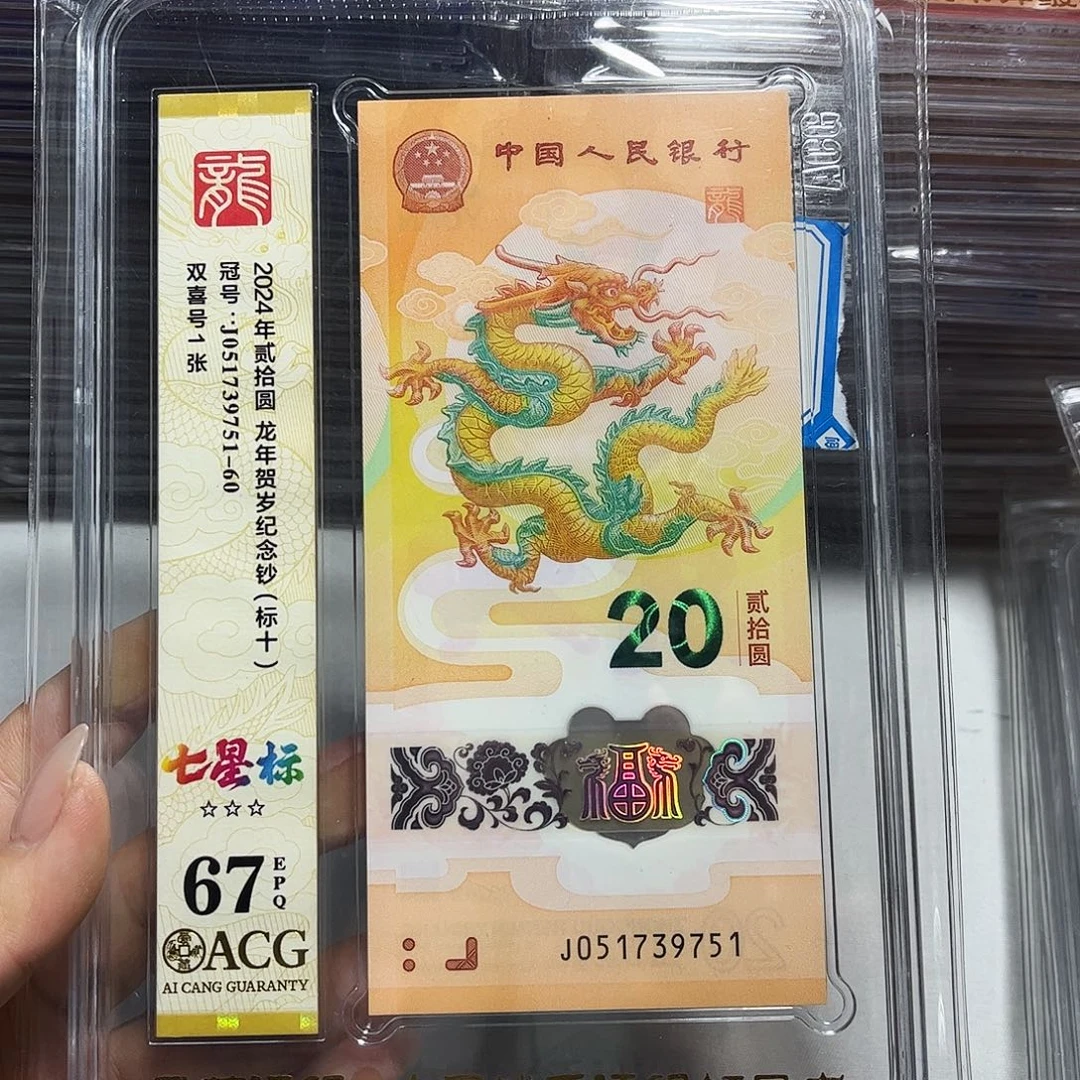 龍
2024年贰拾圆 龙年贺岁纪念钞(标十)
冠号:J051739751-60
双喜号1张
七星标
☆☆☆
67 EPQ
ACG
AI CANG GUARANTY
中国人民银行
龍
20
贰拾圆
福
J051739751
ACG